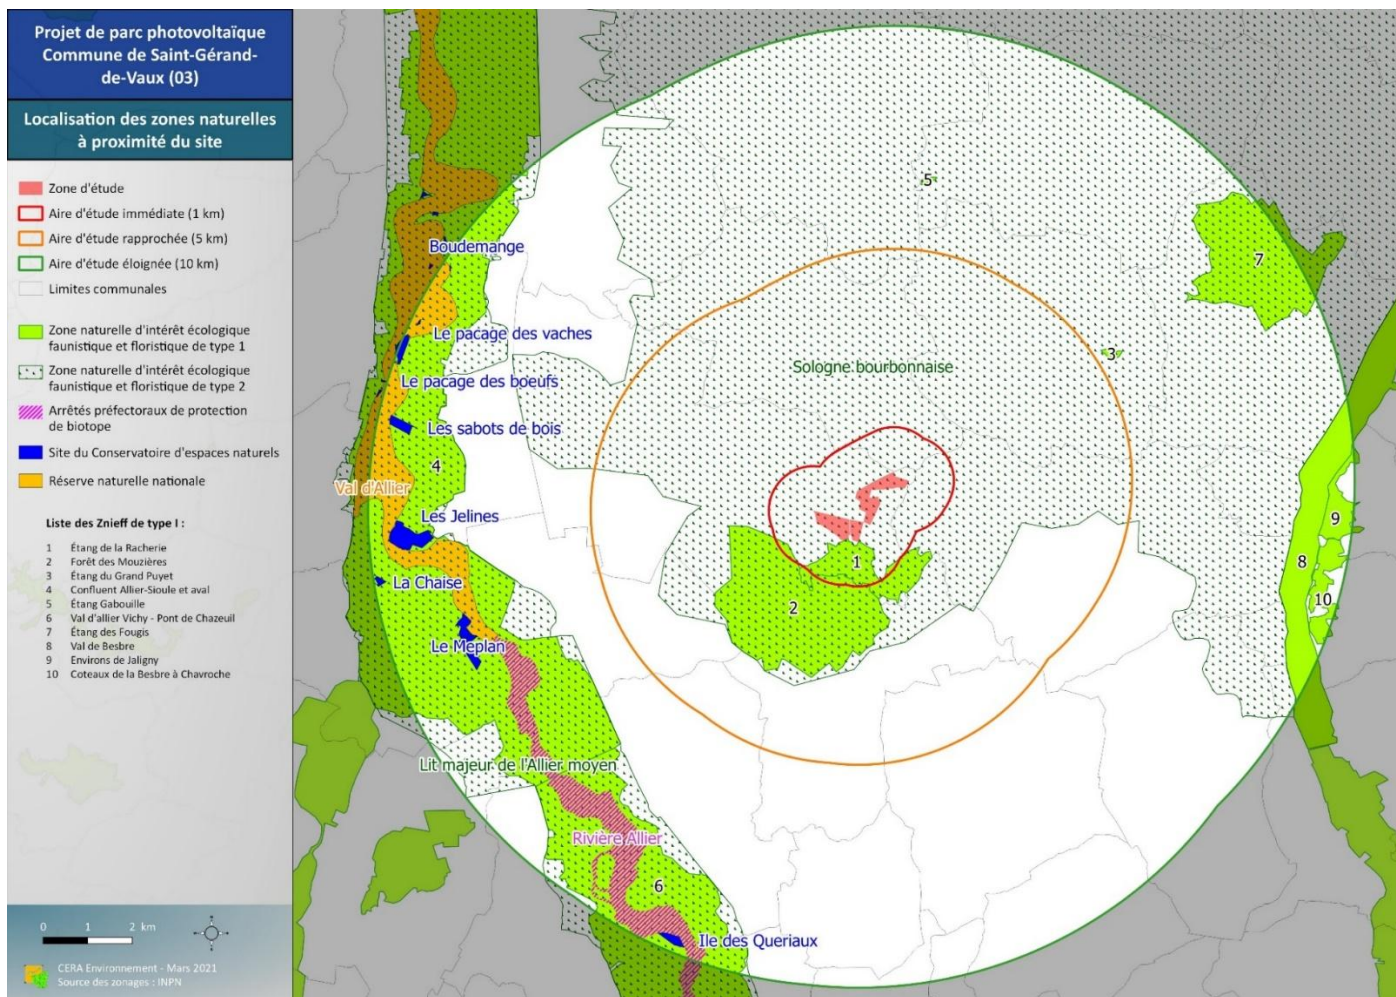 Projet de parc photovoltaïque
Commune de Saint-Gérand-
de-Vaux (03)
Localisation des zones naturelles
à proximité du site
Zone d'étude
Aire d'étude immédiate (1 km)
Aire d'étude rapprochée (5 km)
Aire d'étude éloignée (10 km)
Limites communales
Zone naturelle d'intérêt écologique
faunistique et floristique de type 1
Zone naturelle d'intérêt écologique
faunistique et floristique de type 2
Arrêtés préfectoraux de protection
de biotope
Site du Conservatoire d'espaces naturels
Réserve naturelle nationale
Liste des Znieff de type I :
1 Étang de la Racherie
2 Forêt des Mouzières
3 Étang du Grand Puyet
4 Confluent Allier-Sioule et aval
5 Étang Gabouille
6 Val d'allier Vichy - Pont de Chazeuil
7 Étang des Fougis
8 Val de Besbre
9 Environs de Jaligny
10 Coteaux de la Besbre à Chavroche
0 1 2 km
CERA Environnement - Mars 2021
Source des zonages : INPN
5
Boudemange
7
Le pacage des vaches
3
Sologne bourbonnaise
Le pacage des boeufs
Les sabots de bois
4
Val d'Allier
Les Jelines
9
1
8
La Chaise
2
10
Le Meplan
Lit majeur de l'Allier moyen
Rivière Allier
6
Ile des Queriaux